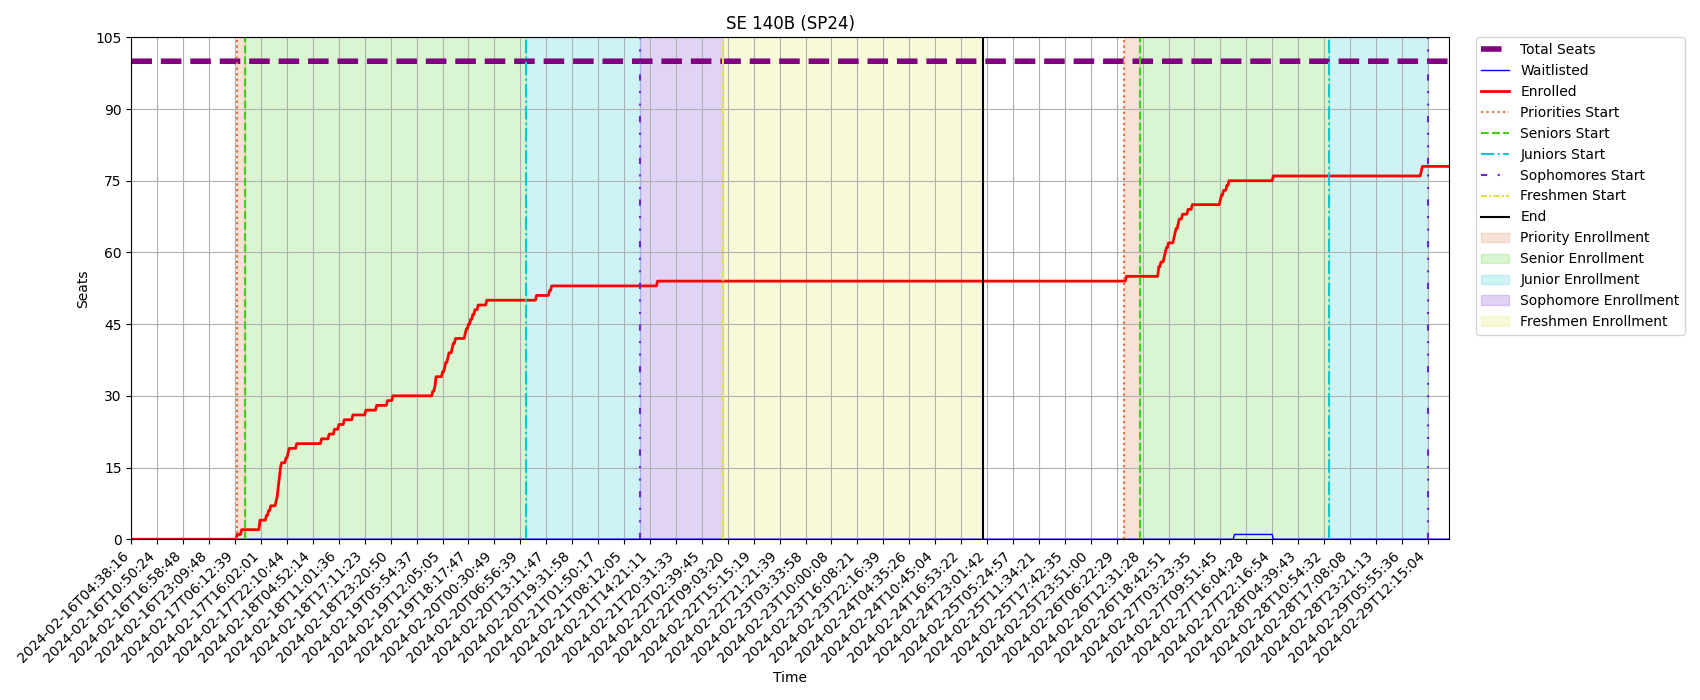 SE 140B (SP24)
105
90
75
60
45
30
15
0
Seats
2024-02-16T04:38:16
2024-02-16T10:50:24
2024-02-16T16:58:48
2024-02-16T23:09:48
2024-02-17T06:12:39
2024-02-17T16:02:01
2024-02-17T22:10:44
2024-02-18T04:52:14
2024-02-18T11:01:36
2024-02-18T17:11:23
2024-02-18T23:20:50
2024-02-19T05:54:37
2024-02-19T12:05:05
2024-02-19T18:17:47
2024-02-20T00:30:49
2024-02-20T06:56:39
2024-02-20T13:11:47
2024-02-20T19:31:58
2024-02-21T01:50:17
2024-02-21T08:12:05
2024-02-21T14:21:11
2024-02-21T20:31:33
2024-02-22T02:39:45
2024-02-22T09:03:20
2024-02-22T15:15:19
2024-02-22T21:21:39
2024-02-23T03:33:58
2024-02-23T10:00:08
2024-02-23T16:08:21
2024-02-23T22:16:39
2024-02-24T04:35:26
2024-02-24T10:45:04
2024-02-24T16:53:22
2024-02-24T23:01:42
2024-02-25T05:24:57
2024-02-25T11:34:21
2024-02-25T17:42:35
2024-02-25T23:51:00
2024-02-26T06:22:29
2024-02-26T12:31:28
2024-02-26T18:42:51
2024-02-27T03:23:35
2024-02-27T09:51:45
2024-02-27T16:04:28
2024-02-27T22:16:54
2024-02-28T04:39:43
2024-02-28T10:54:32
2024-02-28T17:08:08
2024-02-28T23:21:13
2024-02-29T05:55:36
2024-02-29T12:15:04
Time
Total Seats
Waitlisted
Enrolled
Priorities Start
Seniors Start
Juniors Start
Sophomores Start
Freshmen Start
End
Priority Enrollment
Senior Enrollment
Junior Enrollment
Sophomore Enrollment
Freshmen Enrollment